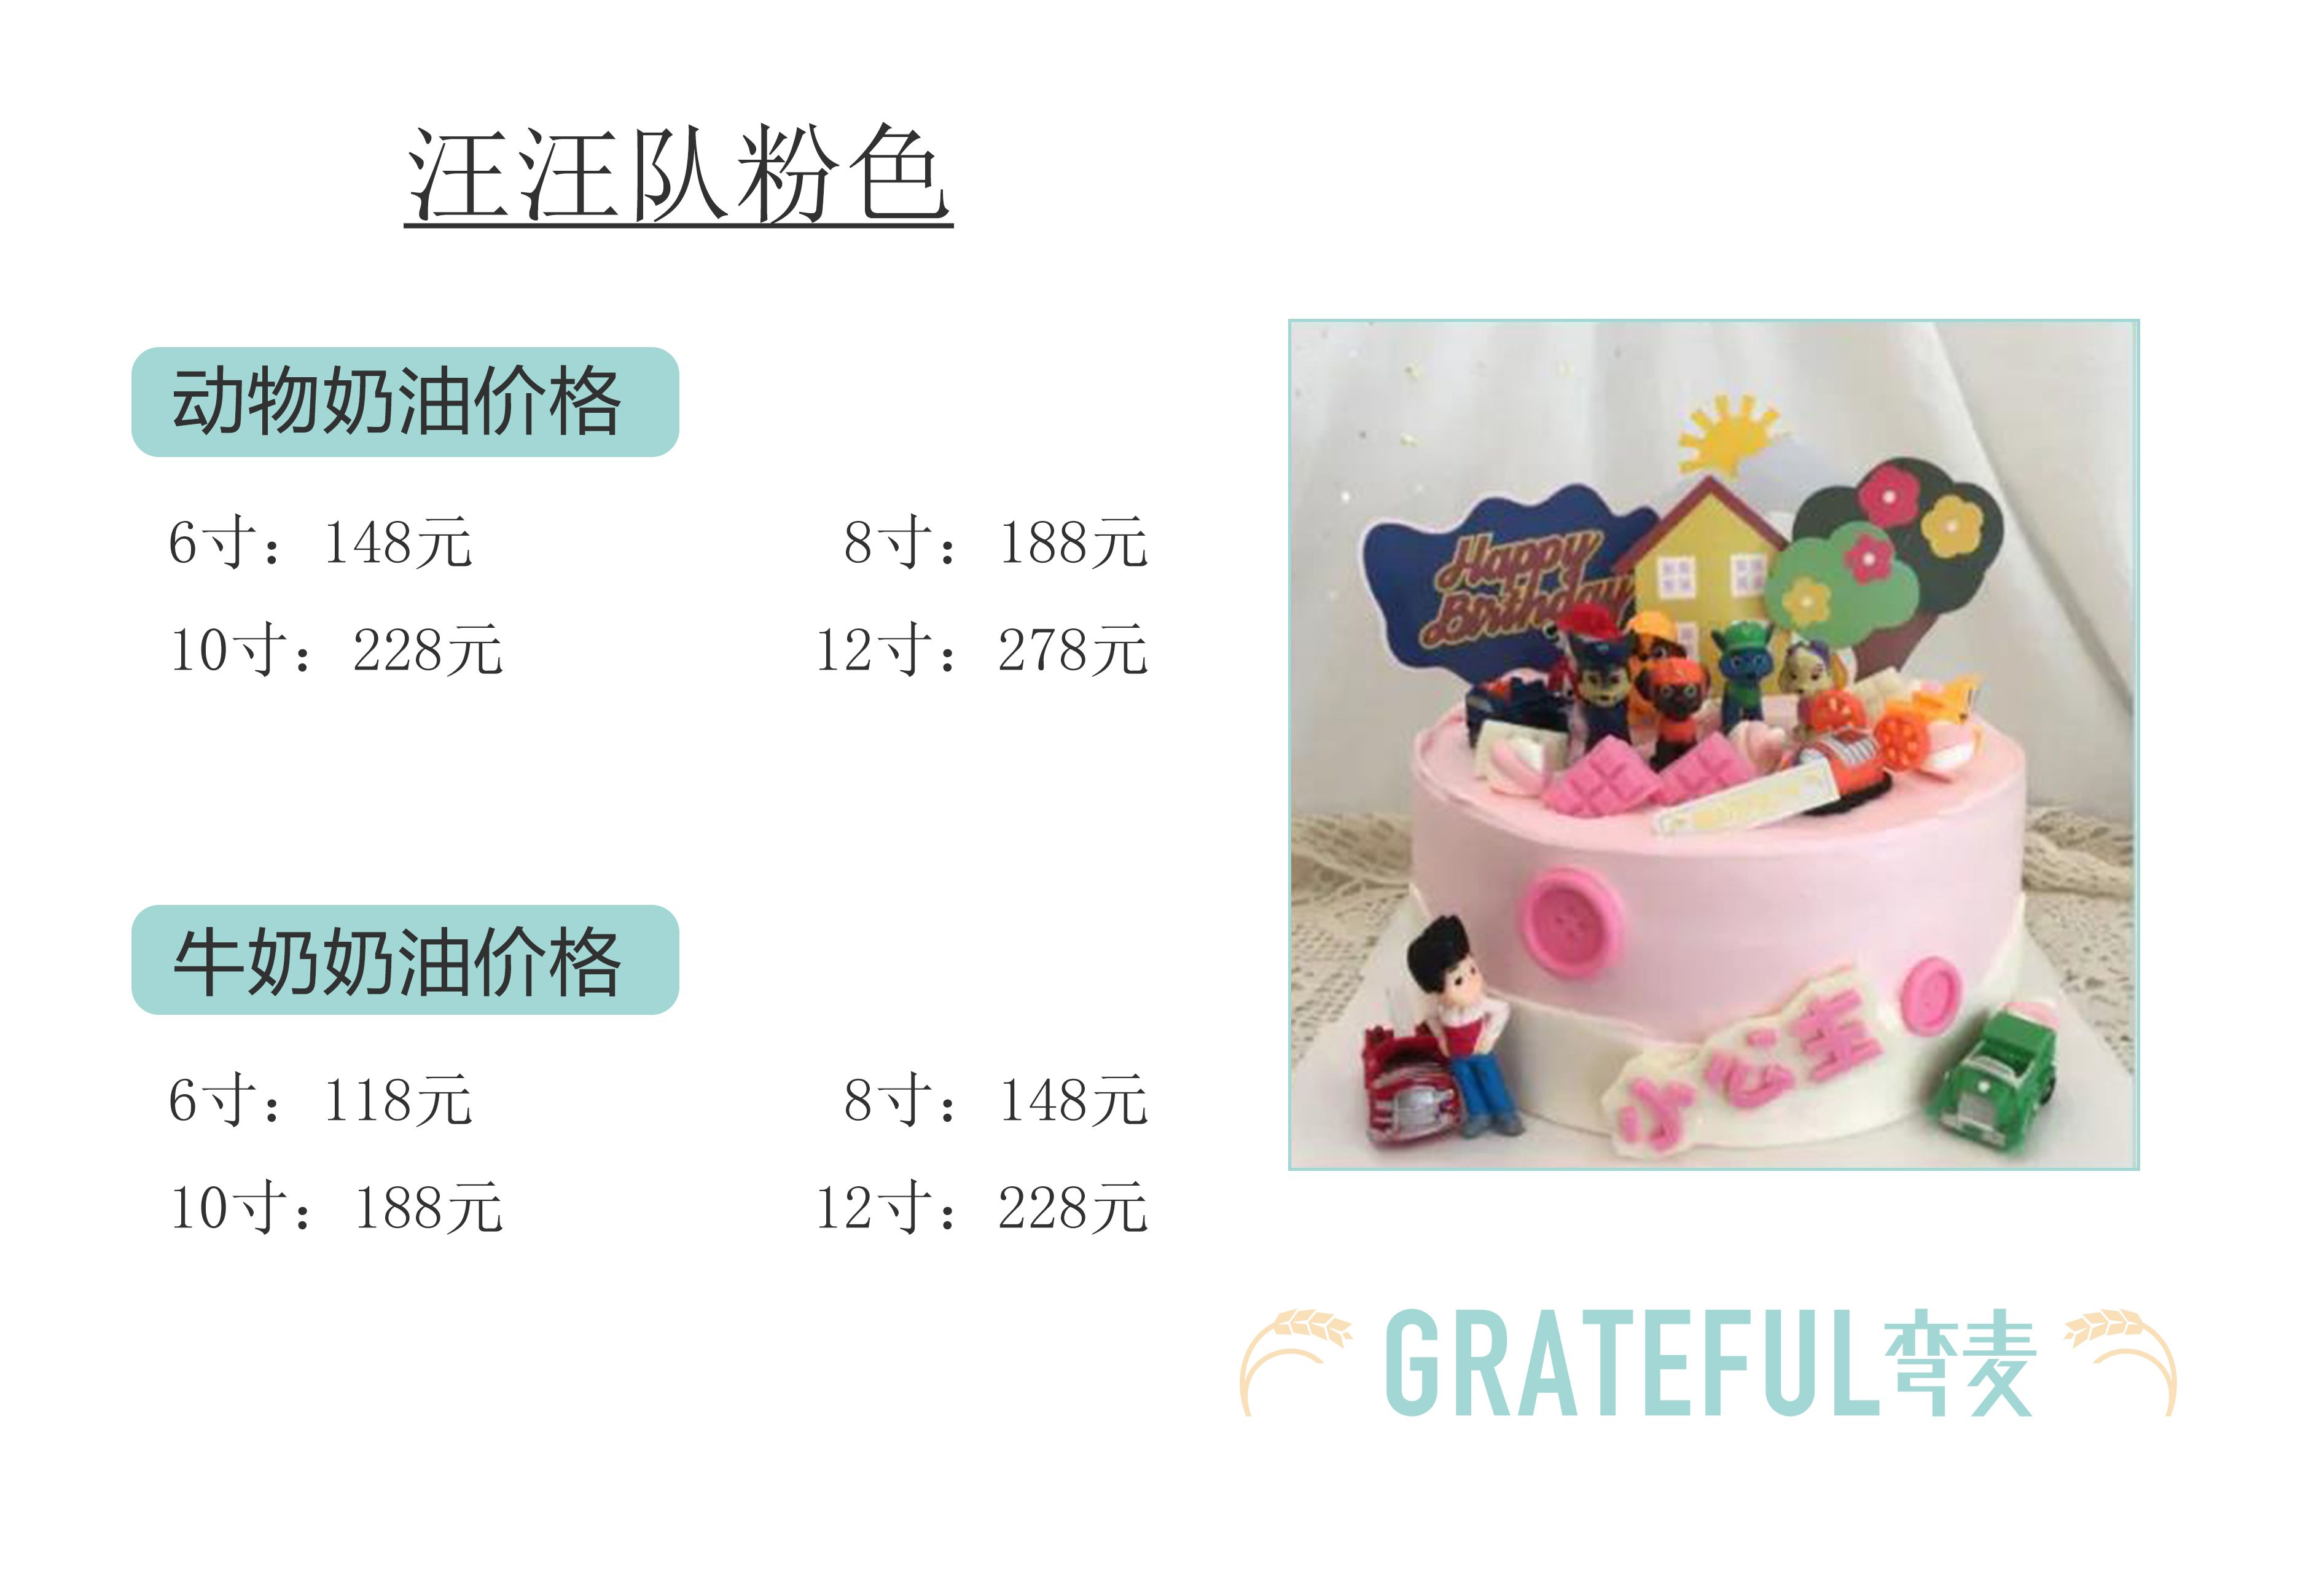 汪汪队粉色
动物奶油价格
6寸：148元
8寸：188元
10寸：228元
12寸：278元
牛奶奶油价格
6寸：118元
8寸：148元
10寸：188元
12寸：228元
Happy
Birthday
小心主
GRATEFUL弯麦